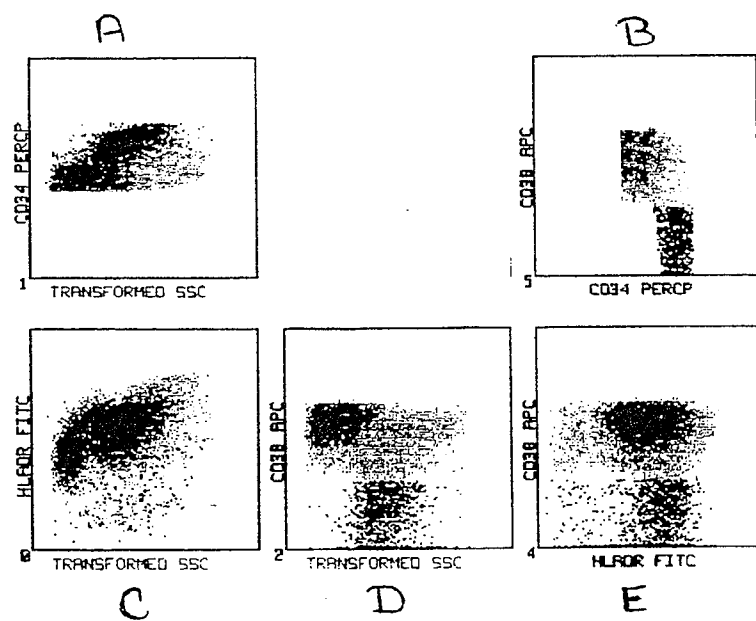 A
B
CD34 PERCP
1
TRANSFORMED SSC
CD38 APC
5
CD34 PERCP
HLADR FITC
0
TRANSFORMED SSC
CD38 APC
2
TRANSFORMED SSC
CD38 APC
4
HLADR FITC
C
D
E